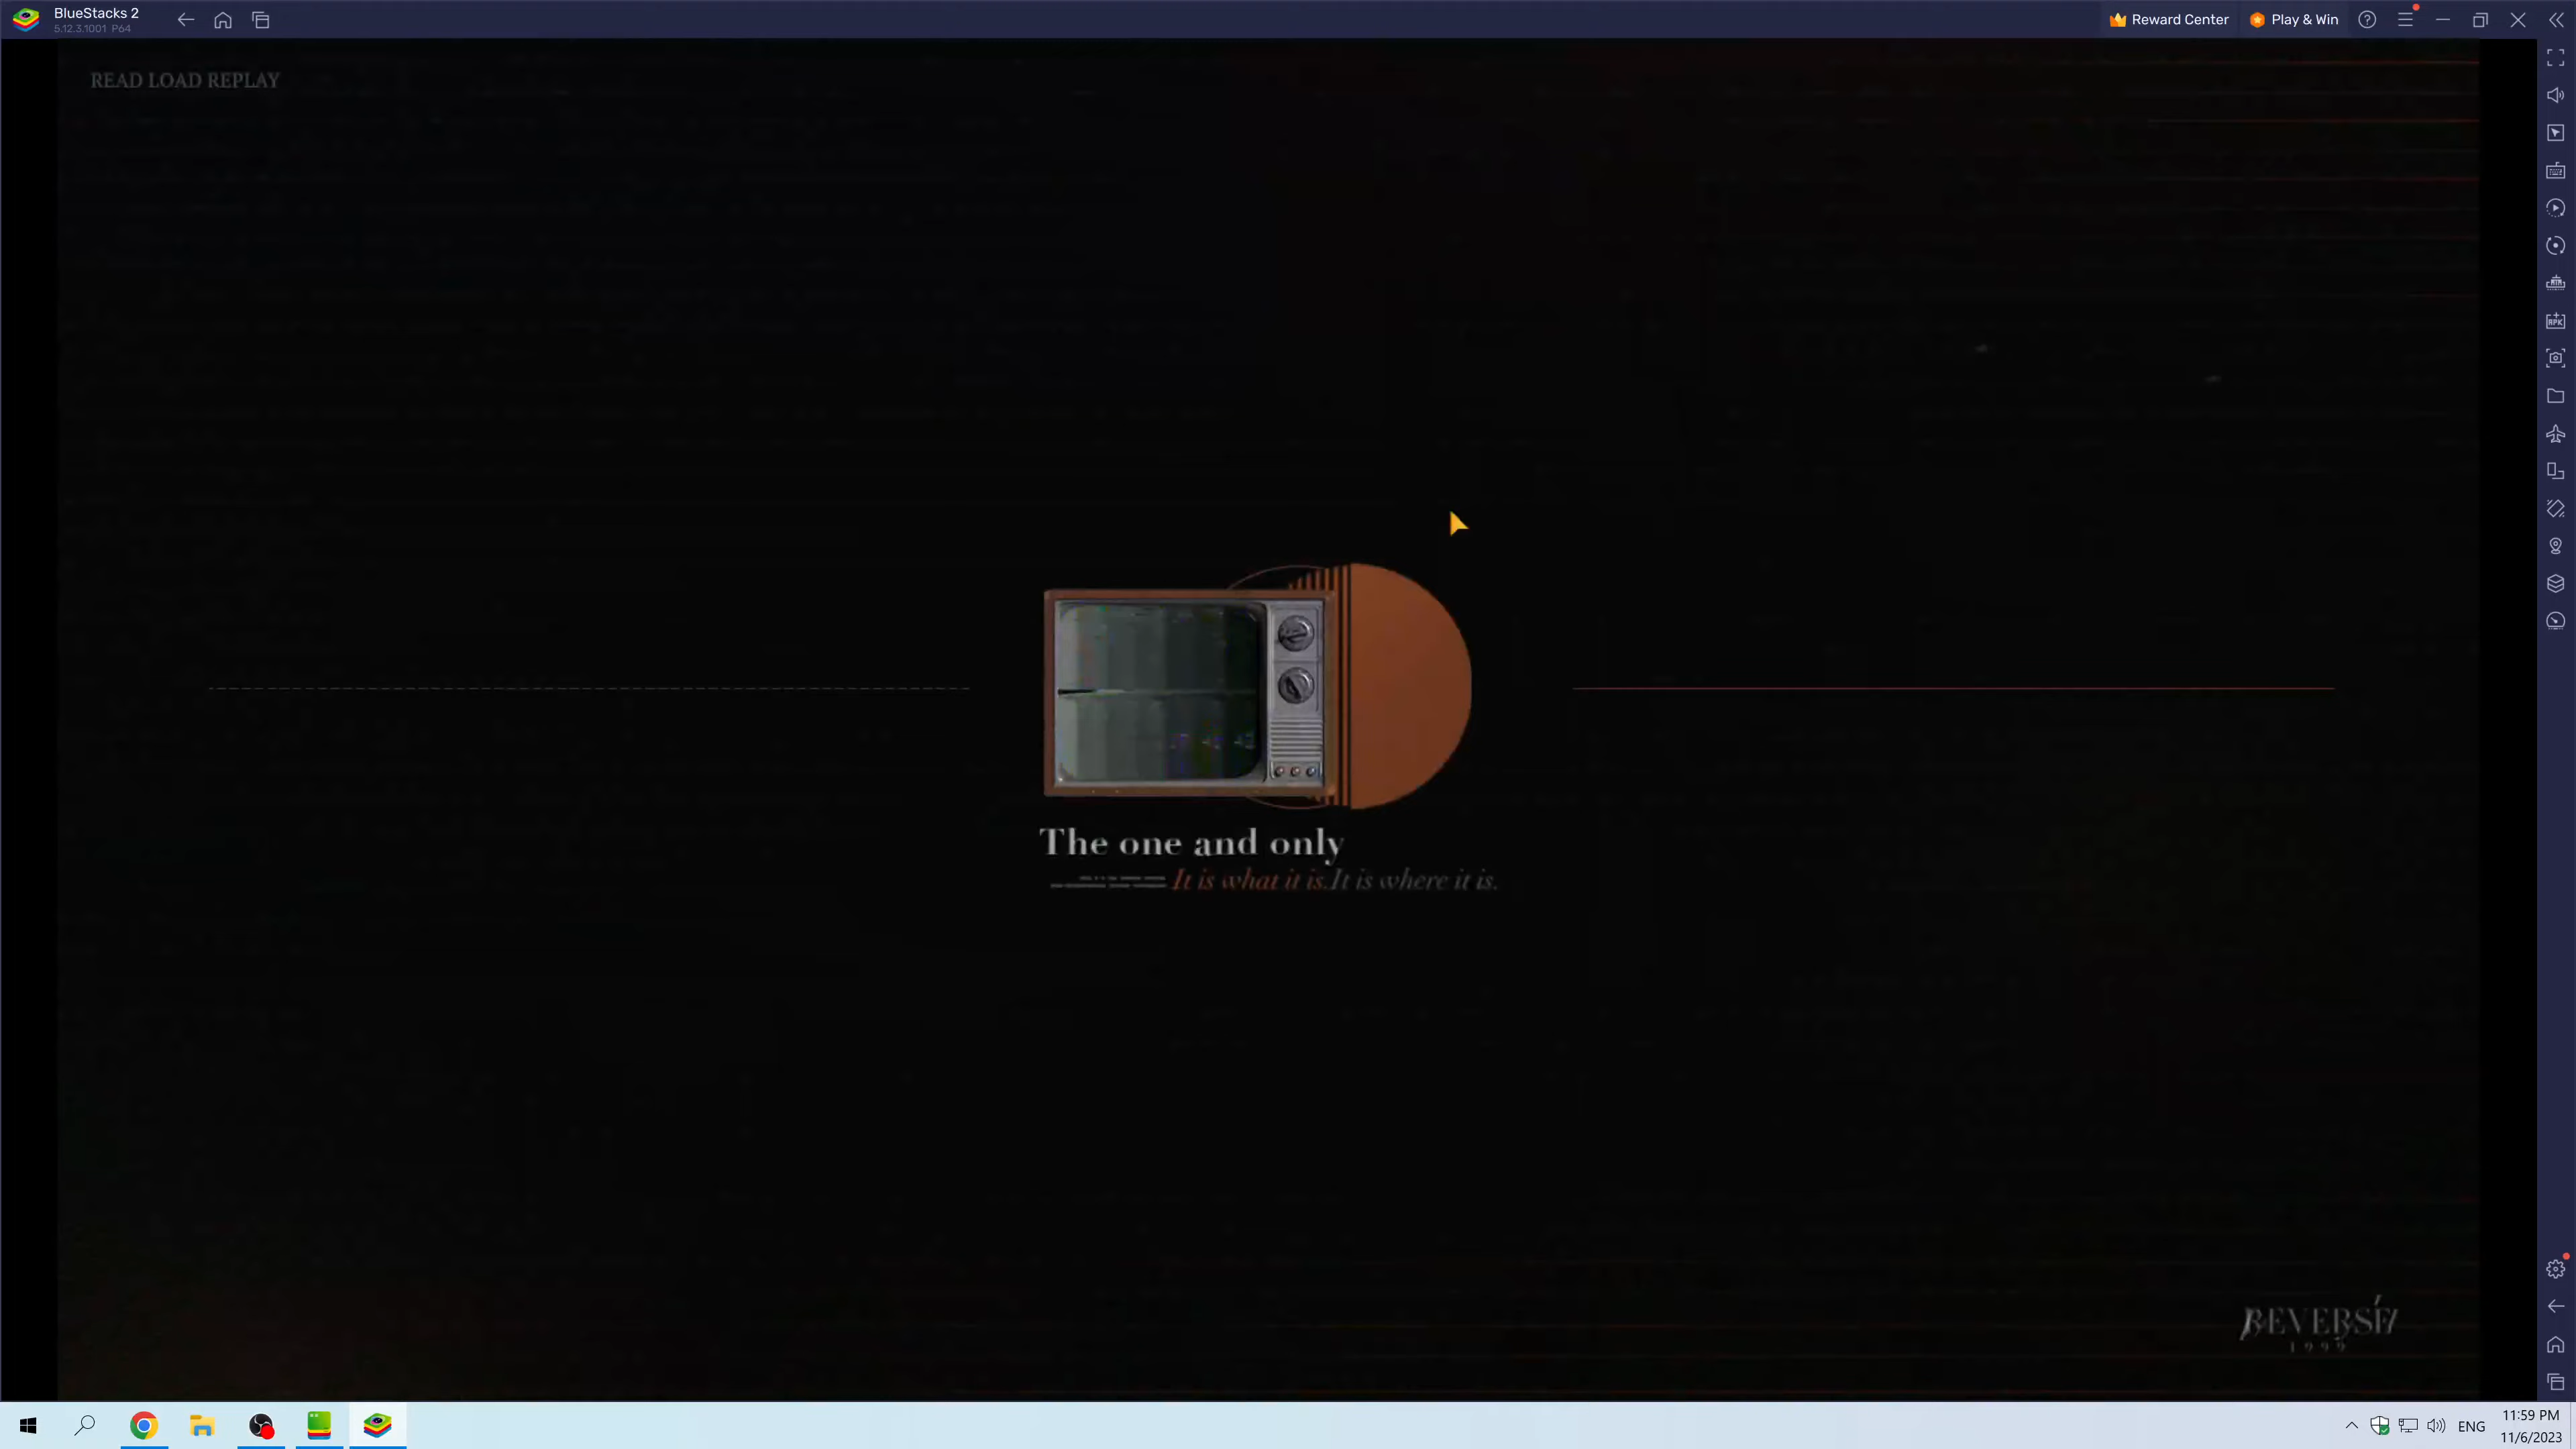 BlueStacks 2
5.12.3.1001 P64
Reward Center
Play & Win
READ LOAD REPLAY
The one and only
It is what it is.It is where it is.
REVERSE
1999
ENG
11:59 PM
11/6/2023